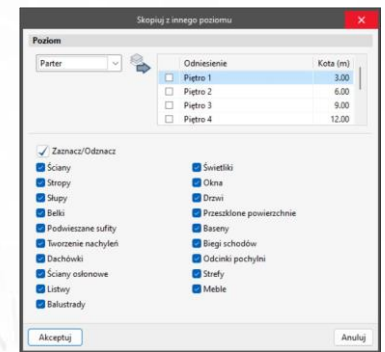 Skopiuj z innego poziomu
Poziom
Parter
Odniesienie Kota (m)
Piętro 1 3.00
Piętro 2 6.00
Piętro 3 9.00
Piętro 4 12.00
Zaznacz/Odznacz
Ściany Świetliki
Stropy Okna
Słupy Drzwi
Belki Przeszklone powierzchnie
Podwieszane sufity Baseny
Tworzenie nachyleń Biegi schodów
Dachówki Odcinki pochylni
Ściany osłonowe Strefy
Listwy Meble
Balustrady
Akceptuj Anuluj